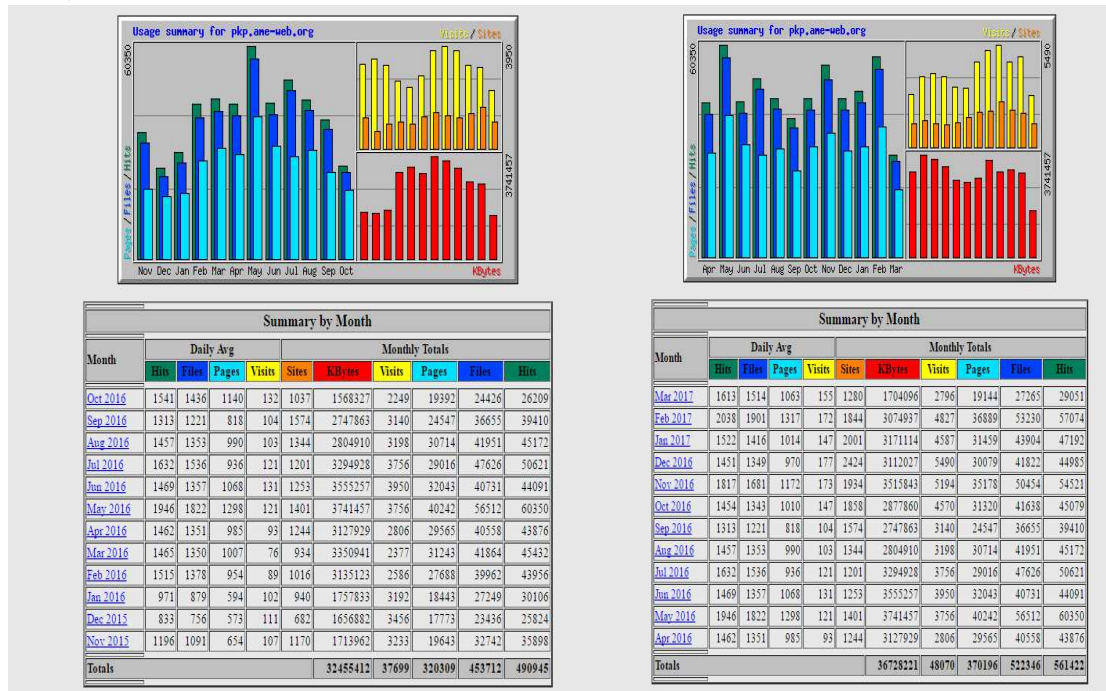 Usage summary for pkp.ame-web.org
Visits/Sites
60350
3950
Pages/Files/Hits
3741457
Nov Dec Jan Feb Mar Apr May Jun Jul Aug Sep Oct
KBytes
Summary by Month
Month Daily Avg Monthly Totals
Hits Files Pages Visits Sites KBytes Visits Pages Files Hits
Oct 2016 1541 1436 1140 132 1037 1568327 2249 19392 24426 26209
Sep 2016 1313 1221 818 104 1574 2747863 3140 24547 36655 39410
Aug 2016 1457 1353 990 103 1344 2804910 3198 30714 41951 45172
Jul 2016 1632 1536 936 121 1201 3294928 3756 29016 47626 50621
Jun 2016 1469 1357 1068 131 1253 3555257 3950 32043 40731 44091
May 2016 1946 1822 1298 121 1401 3741457 3756 40242 56512 60350
Apr 2016 1462 1351 985 93 1244 3127929 2806 29565 40558 43876
Mar 2016 1465 1350 1007 76 934 3350941 2377 31243 41864 45432
Feb 2016 1515 1378 954 89 1016 3135123 2586 27688 39962 43956
Jan 2016 971 879 594 102 940 1757833 3192 18443 27249 30106
Dec 2015 833 756 573 111 682 1656882 3456 17773 23436 25824
Nov 2015 1196 1091 654 107 1170 1713962 3233 19643 32742 35898
Totals 32455412 37699 320309 453712 490945
Usage summary for pkp.ame-web.org
Visits/Sites
60350
5490
Pages/Files/Hits
3741457
Apr May Jun Jul Aug Sep Oct Nov Dec Jan Feb Mar
KBytes
Summary by Month
Month Daily Avg Monthly Totals
Hits Files Pages Visits Sites KBytes Visits Pages Files Hits
Mar 2017 1613 1514 1063 155 1280 1704096 2796 19144 27265 29051
Feb 2017 2038 1901 1317 172 1844 3074937 4827 36889 53230 57074
Jan 2017 1522 1416 1014 147 2001 3171114 4587 31459 43904 47192
Dec 2016 1451 1349 970 177 2424 3112027 5490 30079 41822 44985
Nov 2016 1817 1681 1172 173 1934 3515843 5194 35178 50454 54521
Oct 2016 1454 1343 1010 147 1858 2877860 4570 31320 41638 45079
Sep 2016 1313 1221 818 104 1574 2747863 3140 24547 36655 39410
Aug 2016 1457 1353 990 103 1344 2804910 3198 30714 41951 45172
Jul 2016 1632 1536 936 121 1201 3294928 3756 29016 47626 50621
Jun 2016 1469 1357 1068 131 1253 3555257 3950 32043 40731 44091
May 2016 1946 1822 1298 121 1401 3741457 3756 40242 56512 60350
Apr 2016 1462 1351 985 93 1244 3127929 2806 29565 40558 43876
Totals 36728221 48070 370196 522346 561422